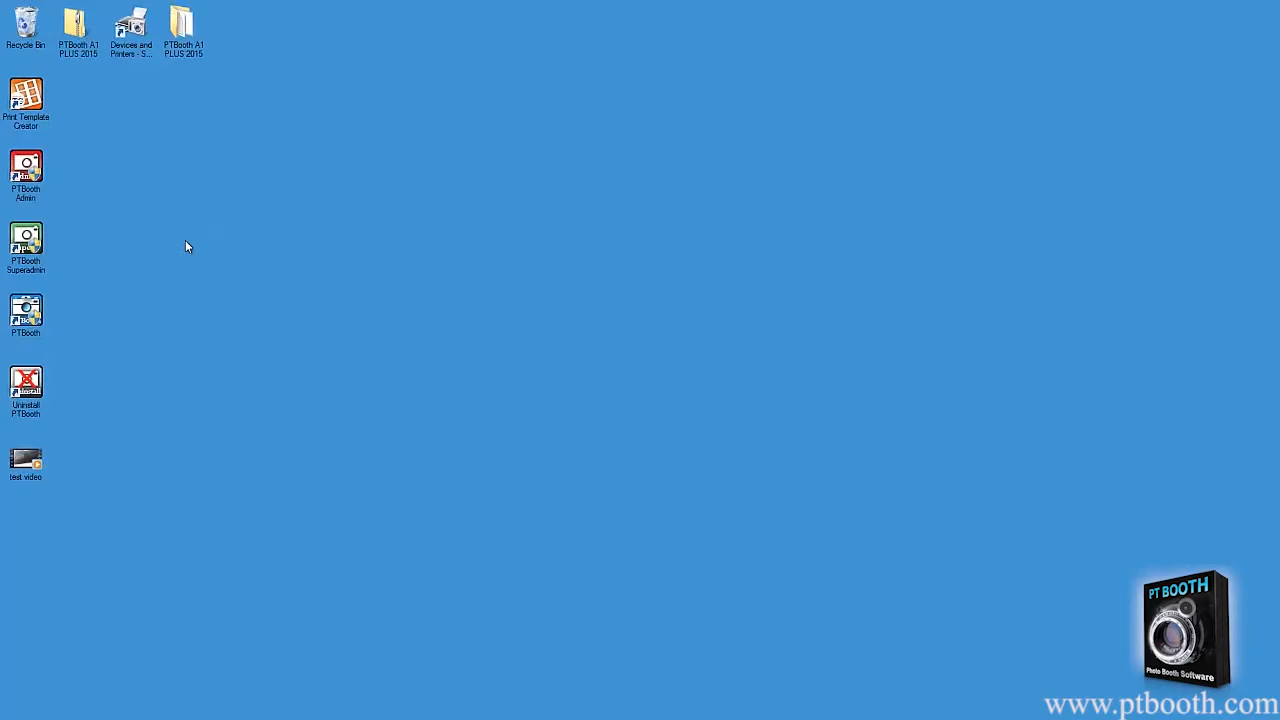 Recycle Bin
PTBooth A1
PLUS 2015
Devices and
Printers - S...
PTBooth A1
PLUS 2015
Print Template
Creator
PTBooth
Admin
PTBooth
Superadmin
PTBooth
Uninstall
PTBooth
test video
PT BOOTH
Photo Booth Software
www.ptbooth.com